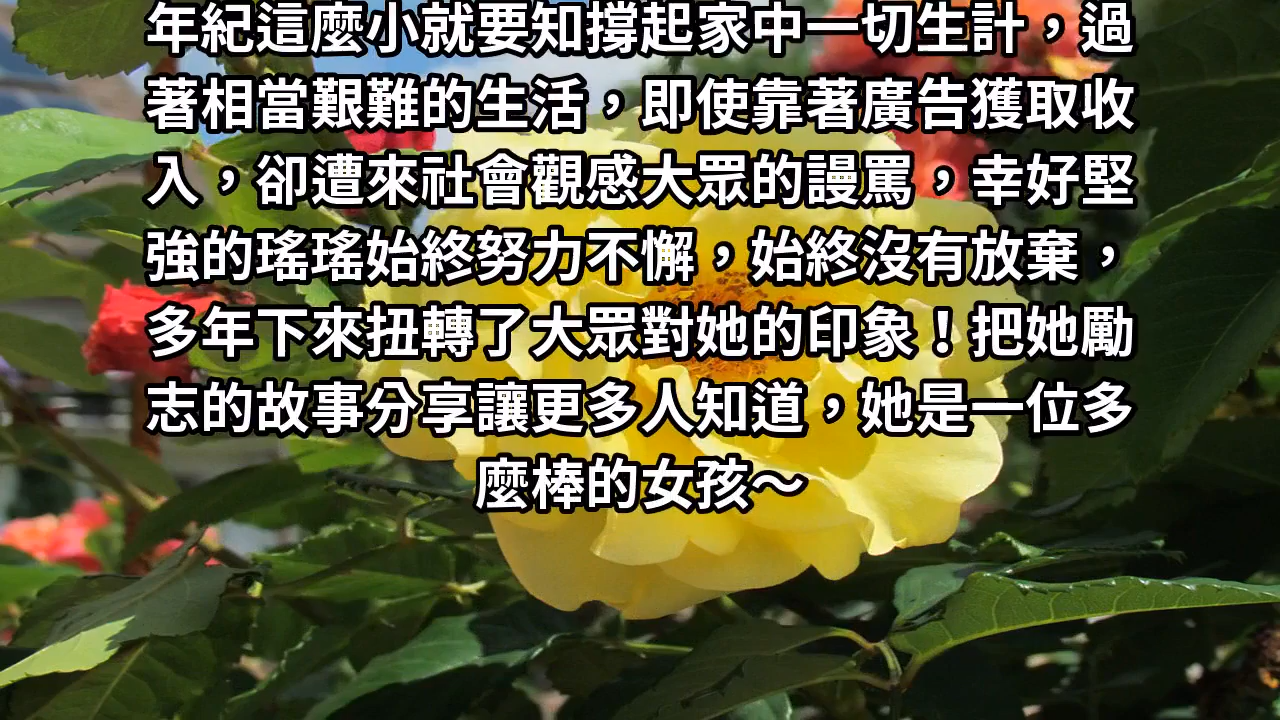 年紀這麼小就要知撐起家中一切生計，過
著相當艱難的生活，即使靠著廣告獲取收
入，卻遭來社會觀感大眾的謾罵，幸好堅
強的瑤瑤始終努力不懈，始終沒有放棄，
多年下來扭轉了大眾對她的印象！把她勵
志的故事分享讓更多人知道，她是一位多
麼棒的女孩～